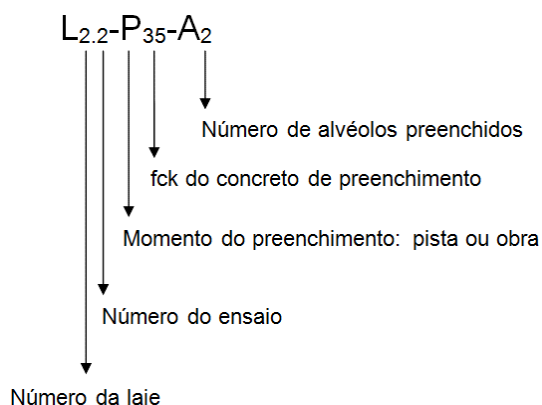 L2.2-P35-A2
Número de alvéolos preenchidos
fck do concreto de preenchimento
Momento do preenchimento: pista ou obra
Número do ensaio
Número da laie